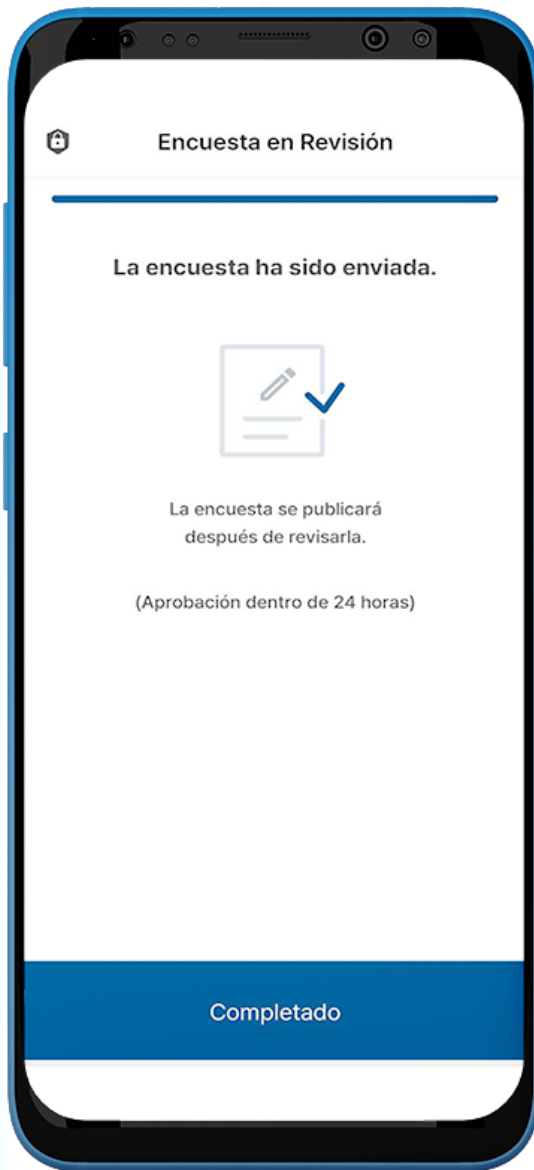 Encuesta en Revisión
La encuesta ha sido enviada.
La encuesta se publicará
después de revisarla.
(Aprobación dentro de 24 horas)
Completado